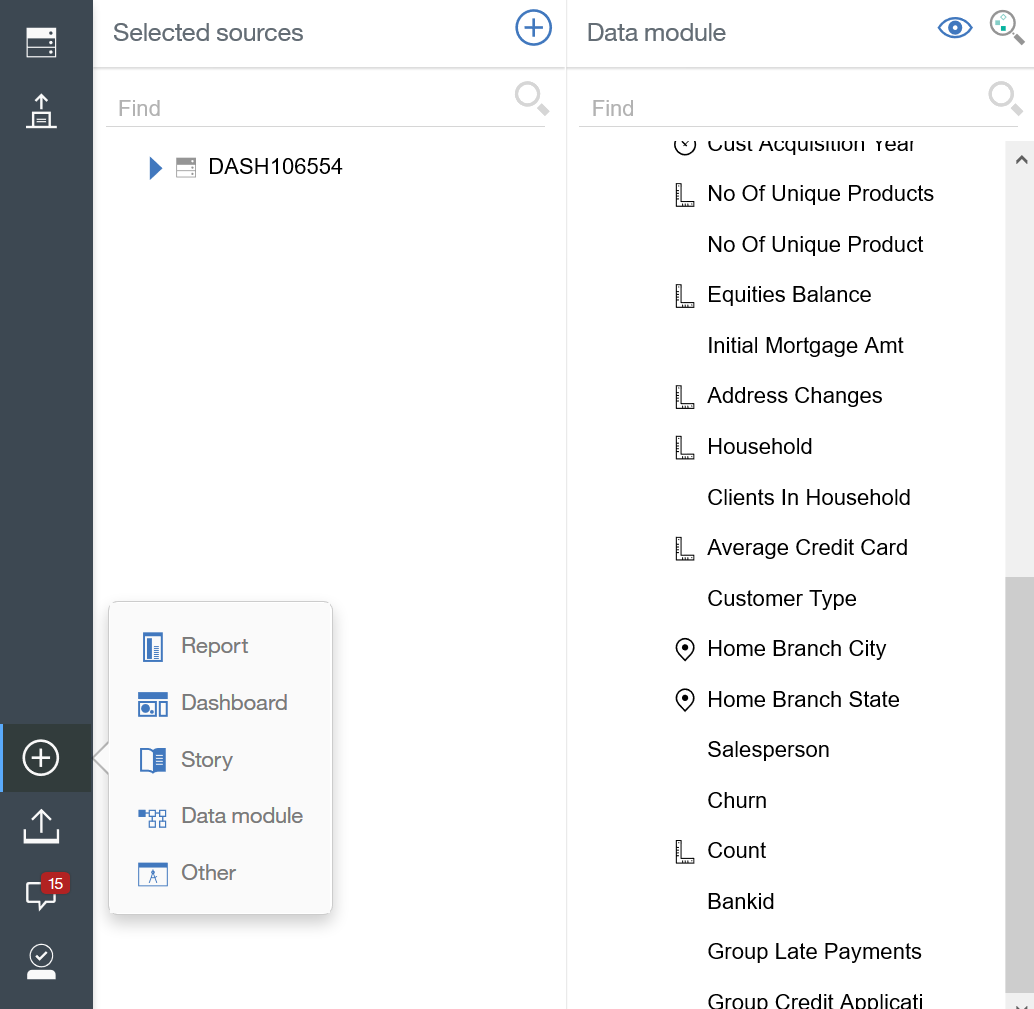 Selected sources
Data module
Find
Find
DASH106554
Cust Acquisition Year
No Of Unique Products
No Of Unique Product
Equities Balance
Initial Mortgage Amt
Address Changes
Household
Clients In Household
Average Credit Card
Customer Type
Home Branch City
Home Branch State
Salesperson
Churn
Count
Bankid
Group Late Payments
Group Credit Applicati
Report
Dashboard
Story
Data module
Other
15